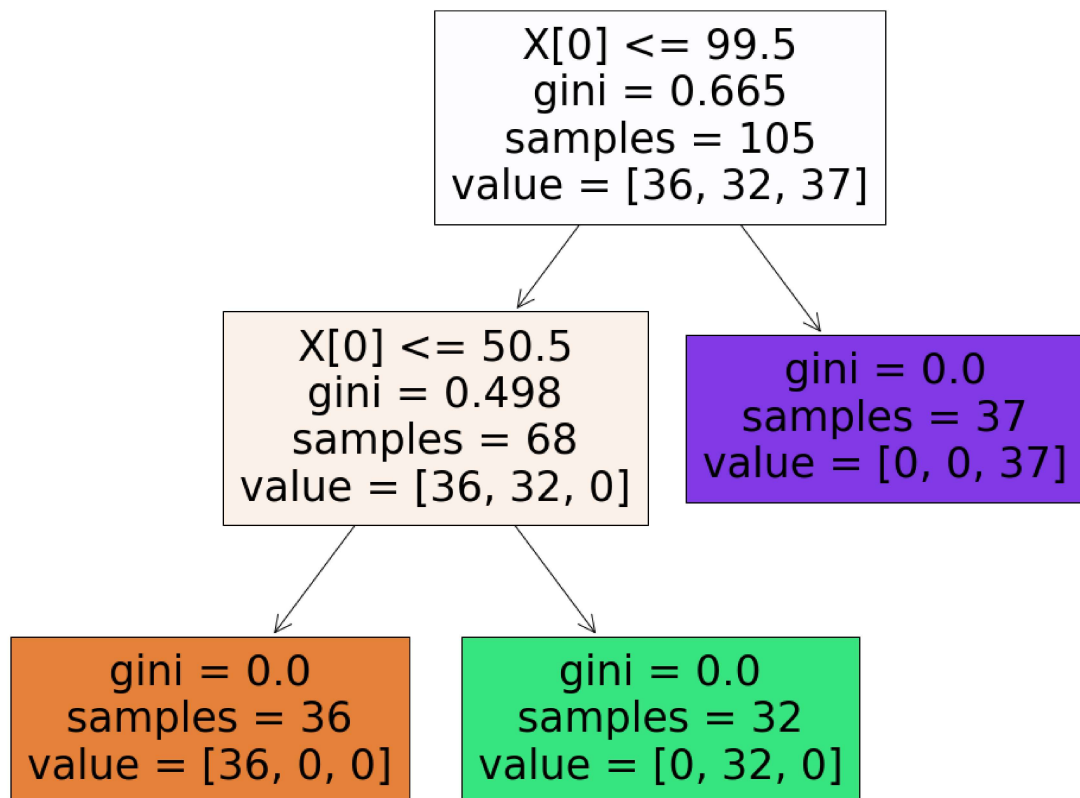 X[0] <= 99.5
gini = 0.665
samples = 105
value = [36, 32, 37]
X[0] <= 50.5
gini = 0.498
samples = 68
value = [36, 32, 0]
gini = 0.0
samples = 37
value = [0, 0, 37]
gini = 0.0
samples = 36
value = [36, 0, 0]
gini = 0.0
samples = 32
value = [0, 32, 0]